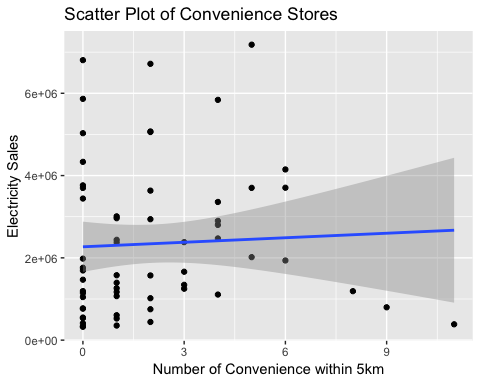 Scatter Plot of Convenience Stores
Electricity Sales
6e+06
4e+06
2e+06
0e+00
0 3 6 9
Number of Convenience within 5km